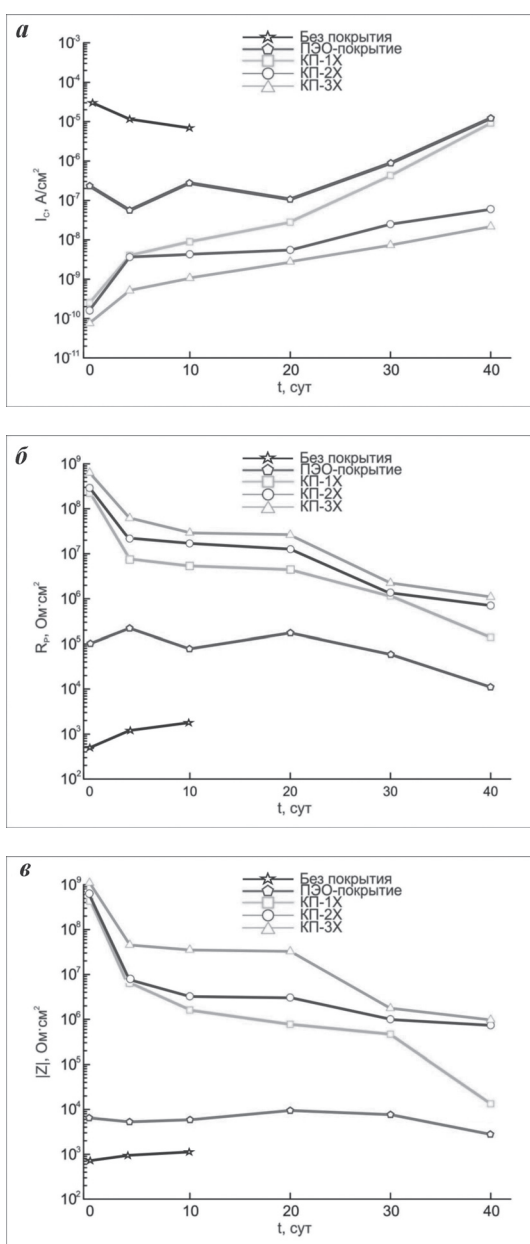 а
Без покрытия
ПЭО-покрытие
КП-1Х
КП-2Х
КП-3Х
10⁻³
10⁻⁴
10⁻⁵
10⁻⁶
10⁻⁷
10⁻⁸
10⁻⁹
10⁻¹⁰
10⁻¹¹
I_C, А/см²
0 10 20 30 40
t, сут
б
Без покрытия
ПЭО-покрытие
КП-1Х
КП-2Х
КП-3Х
10⁹
10⁸
10⁷
10⁶
10⁵
10⁴
10³
10²
R_P, Ом·см²
0 10 20 30 40
t, сут
в
Без покрытия
ПЭО-покрытие
КП-1Х
КП-2Х
КП-3Х
10⁹
10⁸
10⁷
10⁶
10⁵
10⁴
10³
10²
|Z|, Ом·см²
0 10 20 30 40
t, сут